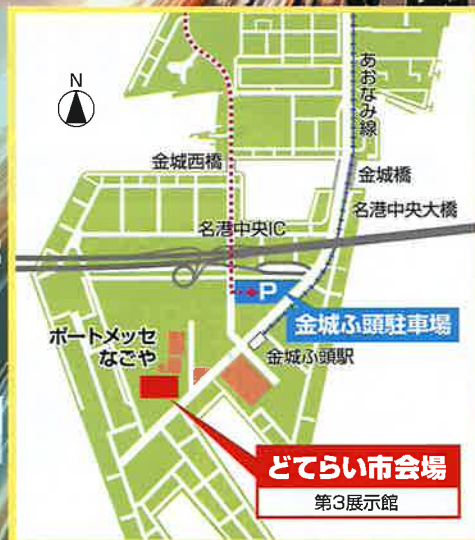 N
あおなみ線
金城西橋
金城橋
名港中央大橋
名港中央IC
P
金城ふ頭駐車場
ポートメッセ
なごや
金城ふ頭駅
どてらい市会場
第3展示館